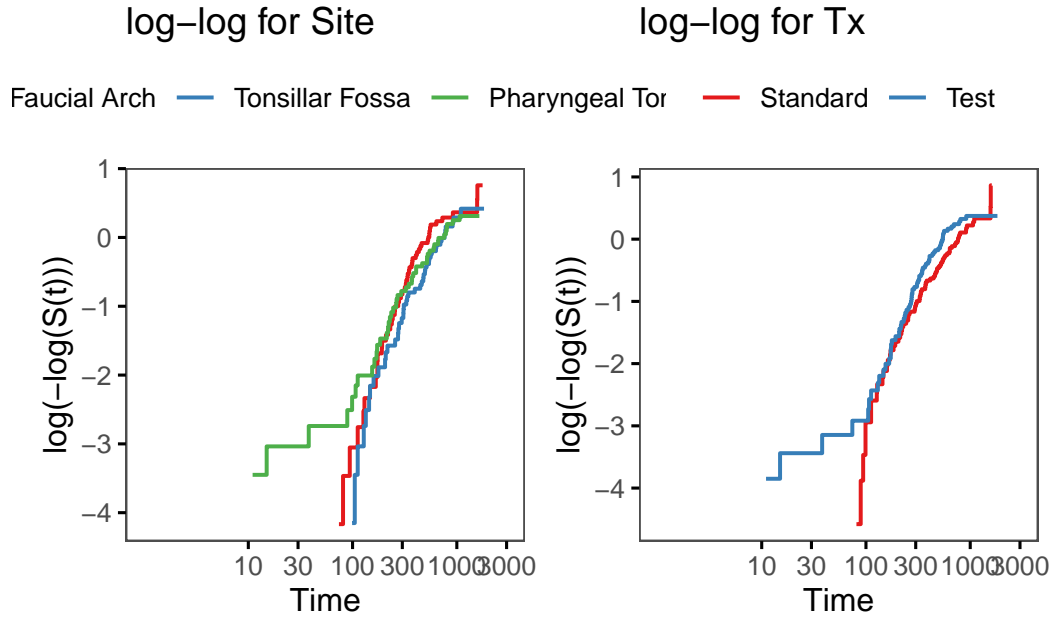 log−log for Site
log−log for Tx
Faucial Arch Tonsillar Fossa Pharyngeal Tor
Standard Test
1
0
−1
−2
−3
−4
log(−log(S(t)))
10 30 100 300 1000 3000
Time
1
0
−1
−2
−3
−4
log(−log(S(t)))
10 30 100 300 1000 3000
Time